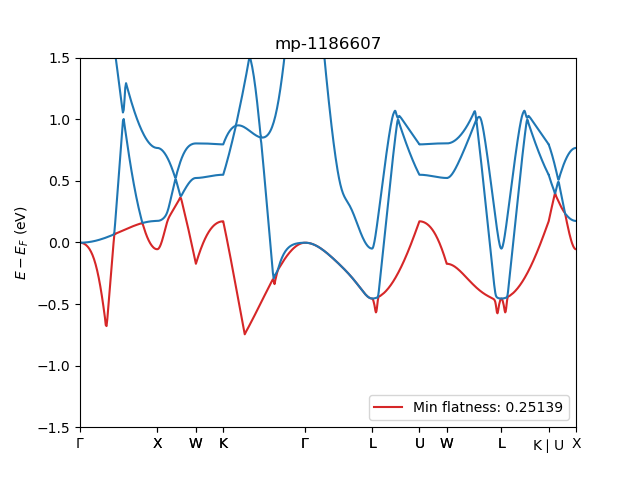 mp-1186607
E − E_F (eV)
1.5
1.0
0.5
0.0
−0.5
−1.0
−1.5
Min flatness: 0.25139
Γ X W K Γ L U W L K | U X